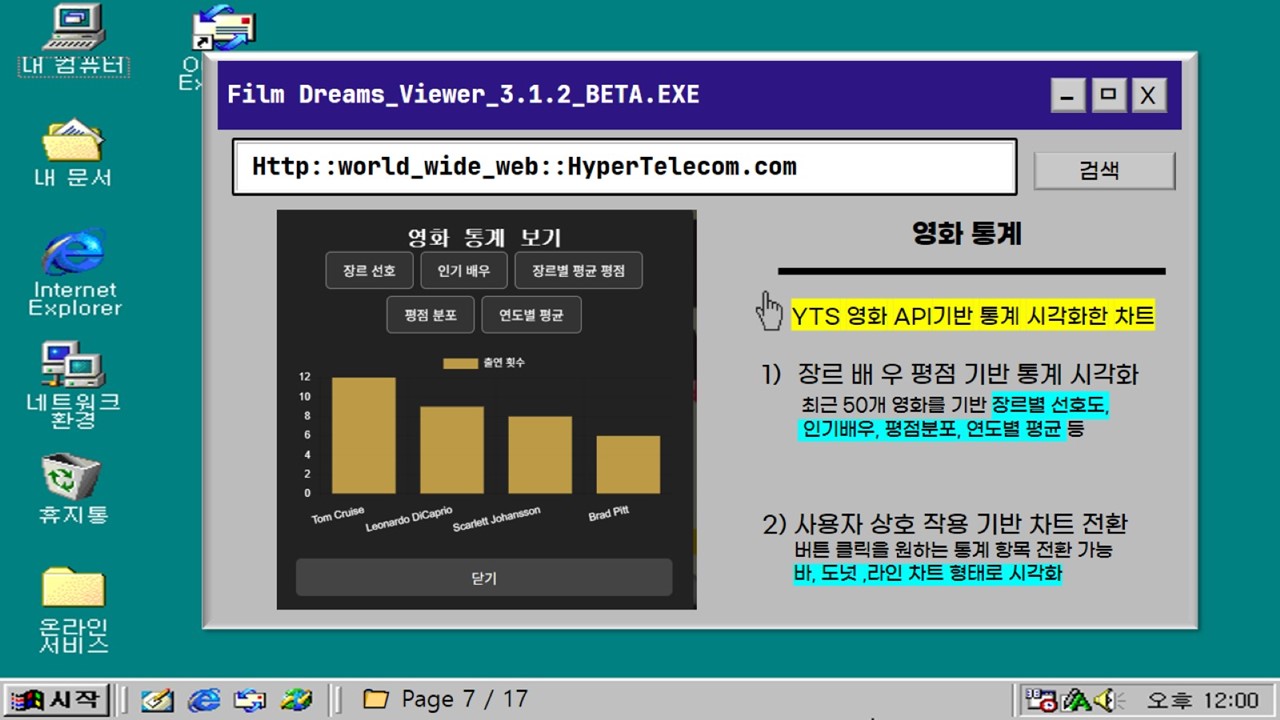 내 컴퓨터
O
Ex
내 문서
Internet
Explorer
네트워크
환경
휴지통
온라인
서비스
Film Dreams_Viewer_3.1.2_BETA.EXE
X
Http::world_wide_web::HyperTelecom.com
검색
영화 통계 보기
장르 선호
인기 배우
장르별 평균 평점
평점 분포
연도별 평균
출연 횟수
12
10
8
6
4
2
0
Tom Cruise
Leonardo DiCaprio
Scarlett Johansson
Brad Pitt
닫기
영화 통계
YTS 영화 API기반 통계 시각화한 차트
1) 장르 배 우 평점 기반 통계 시각화
최근 50개 영화를 기반 장르별 선호도,
인기배우, 평점분포, 연도별 평균 등
2) 사용자 상호 작용 기반 차트 전환
버튼 클릭을 원하는 통계 항목 전환 가능
바, 도넛 ,라인 차트 형태로 시각화
시작
Page 7 / 17
오후 12:00